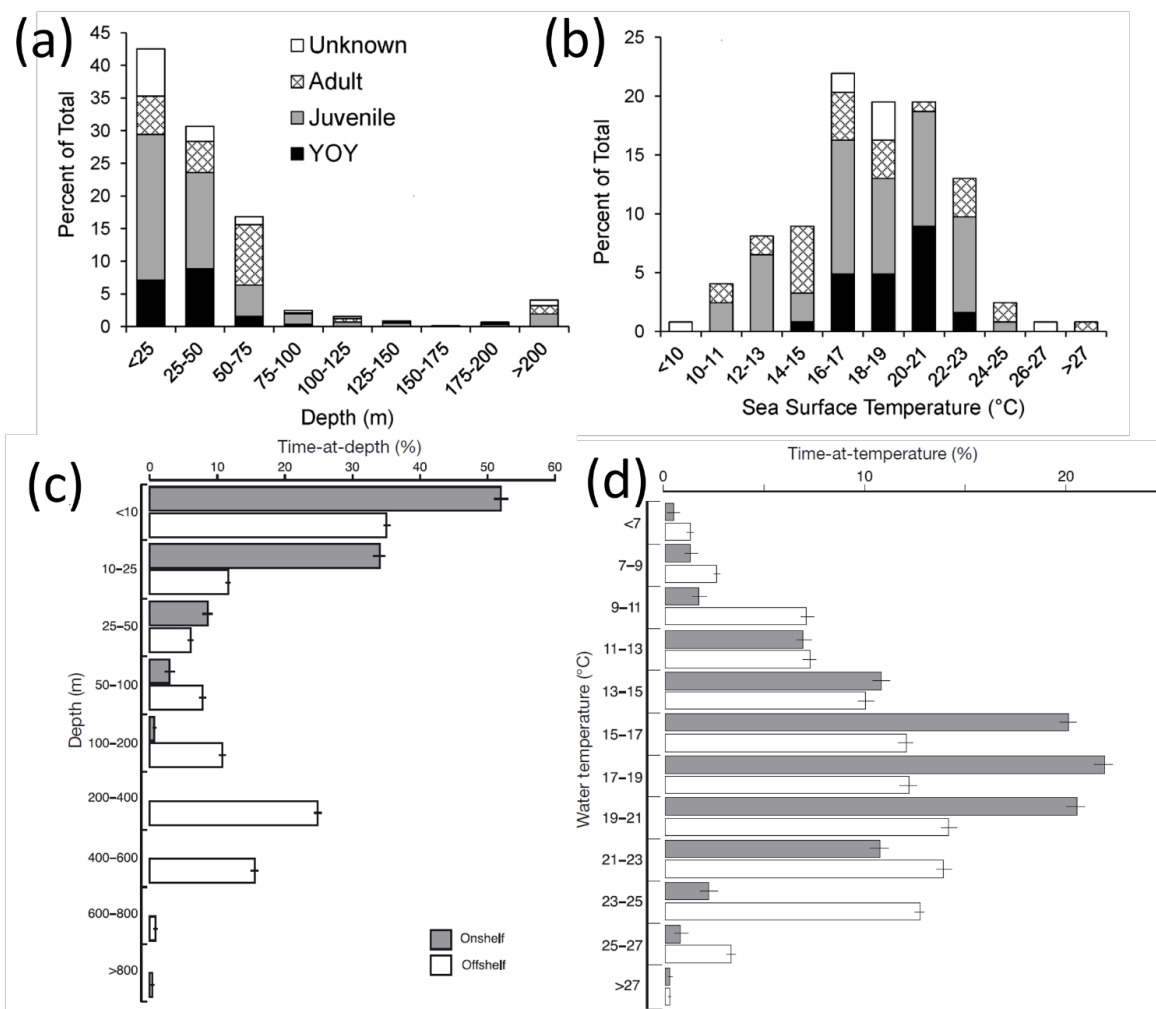 (a)
Percent of Total
45
40
35
30
25
20
15
10
5
0
Unknown
Adult
Juvenile
YOY
<25
25-50
50-75
75-100
100-125
125-150
150-175
175-200
>200
Depth (m)
(b)
Percent of Total
25
20
15
10
5
0
<10
10-11
12-13
14-15
16-17
18-19
20-21
22-23
24-25
26-27
>27
Sea Surface Temperature (°C)
(c)
Time-at-depth (%)
0 10 20 30 40 50 60
Depth (m)
<10
10–25
25–50
50–100
100–200
200–400
400–600
600–800
>800
Onshelf
Offshelf
(d)
Time-at-temperature (%)
0 10 20
Water temperature (°C)
<7
7–9
9–11
11–13
13–15
15–17
17–19
19–21
21–23
23–25
25–27
>27